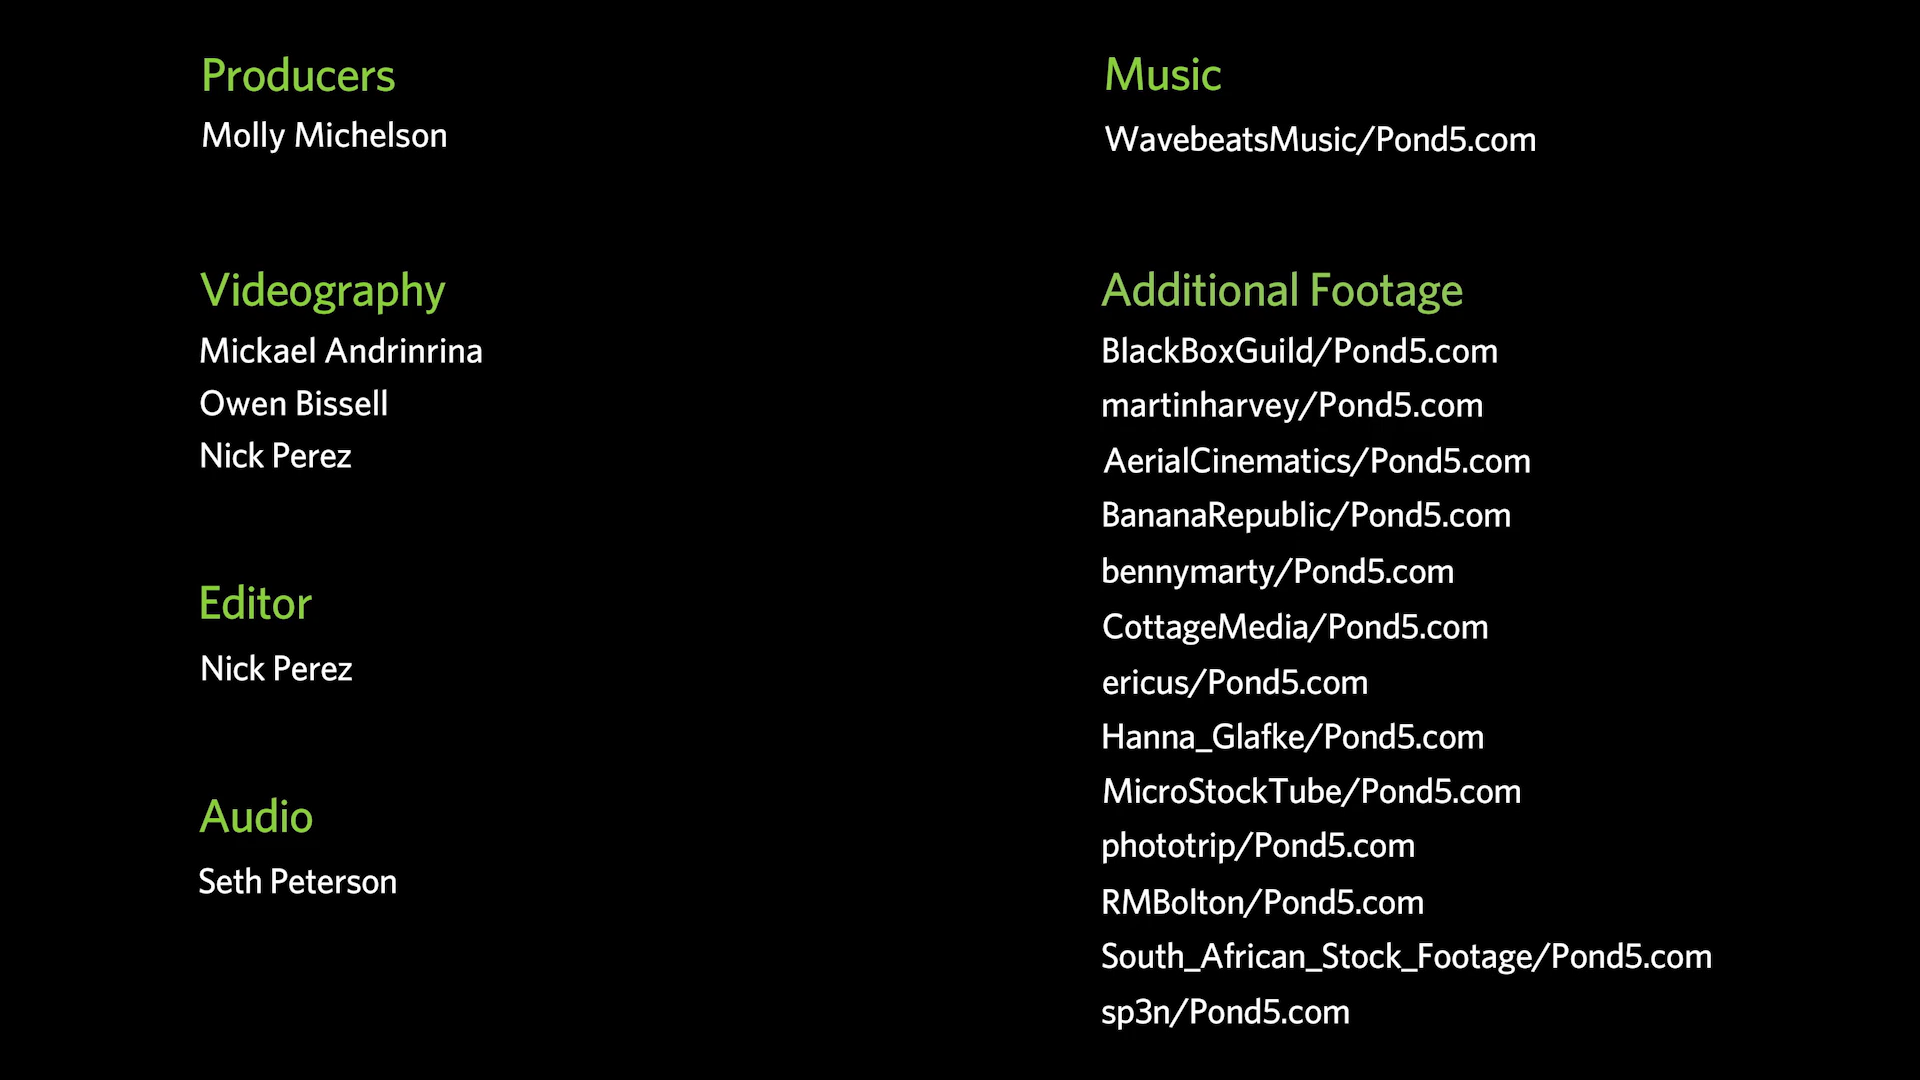 Producers
Molly Michelson
Videography
Mickael Andrinrina
Owen Bissell
Nick Perez
Editor
Nick Perez
Audio
Seth Peterson
Music
WavebeatsMusic/Pond5.com
Additional Footage
BlackBoxGuild/Pond5.com
martinharvey/Pond5.com
AerialCinematics/Pond5.com
BananaRepublic/Pond5.com
bennymarty/Pond5.com
CottageMedia/Pond5.com
ericus/Pond5.com
Hanna_Glafke/Pond5.com
MicroStockTube/Pond5.com
phototrip/Pond5.com
RMBolton/Pond5.com
South_African_Stock_Footage/Pond5.com
sp3n/Pond5.com